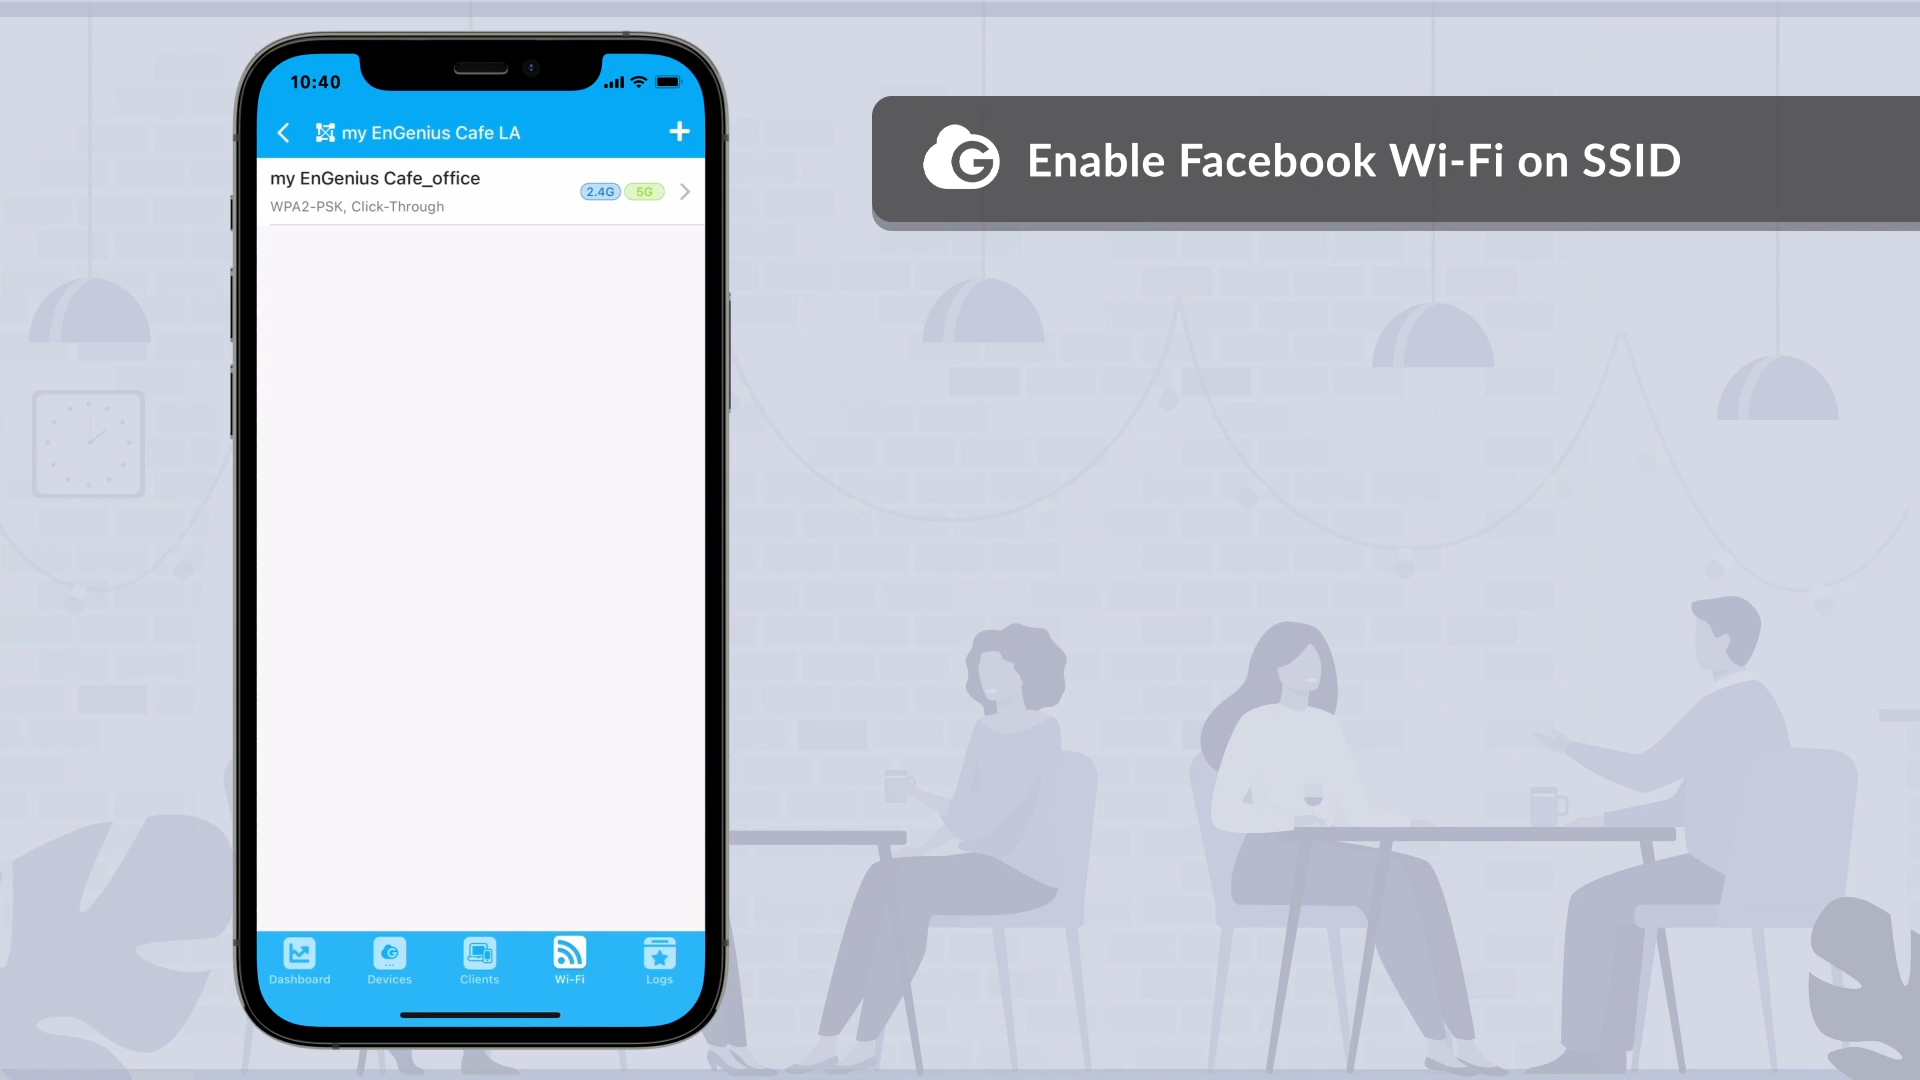 10:40
my EnGenius Cafe LA
my EnGenius Cafe_office
2.4G 5G
WPA2-PSK, Click-Through
Dashboard Devices Clients Wi-Fi Logs
Enable Facebook Wi-Fi on SSID